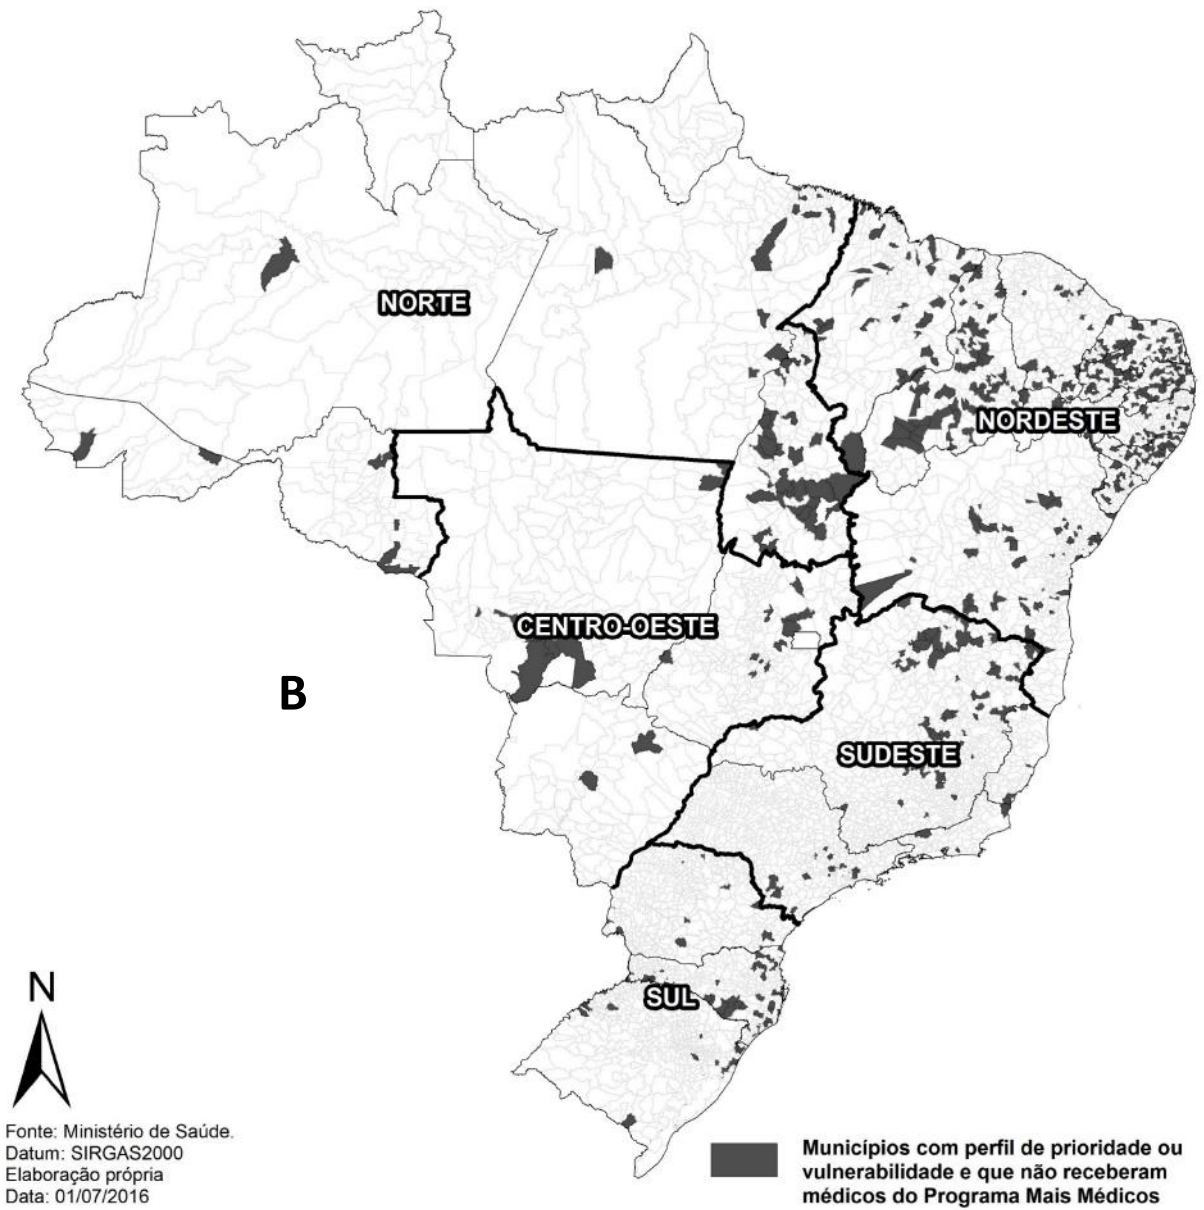 NORTE
NORDESTE
CENTRO-OESTE
B
SUDESTE
N
SUL
Fonte: Ministério de Saúde.
Datum: SIRGAS2000
Elaboração própria
Data: 01/07/2016
Municípios com perfil de prioridade ou
vulnerabilidade e que não receberam
médicos do Programa Mais Médicos